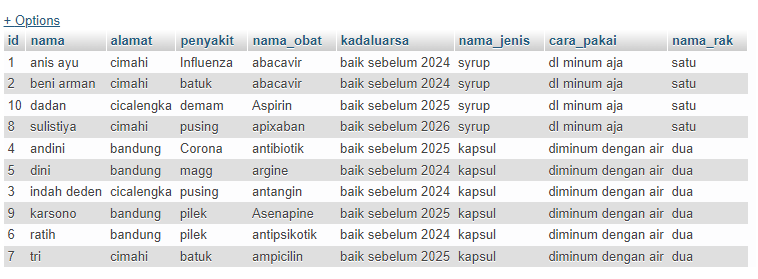 + Options
id nama alamat penyakit nama_obat kadaluarsa nama_jenis cara_pakai nama_rak
1 anis ayu cimahi Influenza abacavir baik sebelum 2024 syrup dl minum aja satu
2 beni arman cimahi batuk abacavir baik sebelum 2024 syrup dl minum aja satu
10 dadan cicalengka demam Aspirin baik sebelum 2025 syrup dl minum aja satu
8 sulistiya cimahi pusing apixaban baik sebelum 2026 syrup dl minum aja satu
4 andini bandung Corona antibiotik baik sebelum 2025 kapsul diminum dengan air dua
5 dini bandung magg argine baik sebelum 2024 kapsul diminum dengan air dua
3 indah deden cicalengka pusing antangin baik sebelum 2024 kapsul diminum dengan air dua
9 karsono bandung pilek Asenapine baik sebelum 2025 kapsul diminum dengan air dua
6 ratih bandung pilek antipsikotik baik sebelum 2024 kapsul diminum dengan air dua
7 tri cimahi batuk ampicilin baik sebelum 2025 kapsul diminum dengan air dua